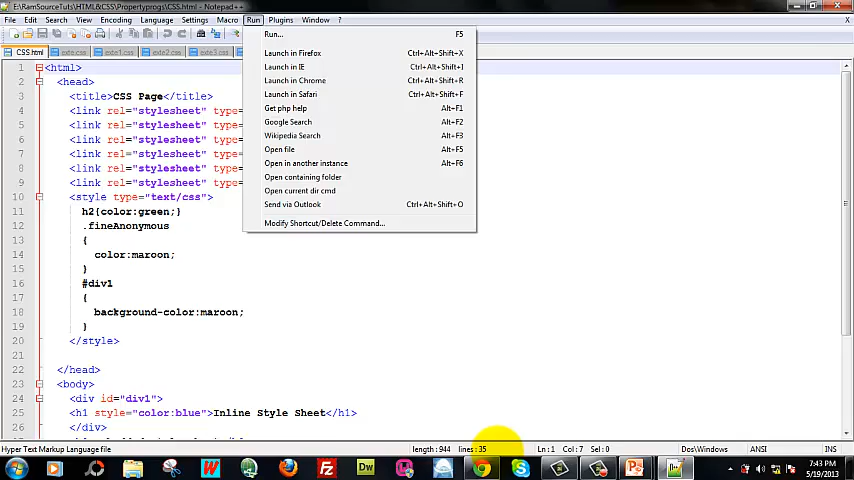 E:\RamSourceTuts\HTML&CSS\Propertyprogs\CSS.html - Notepad++
File Edit Search View Encoding Language Settings Macro Run Plugins Window ?
X
CSS.html exte.css exte1.css exte2.css exte3.css
Run... F5
Launch in Firefox Ctrl+Alt+Shift+X
Launch in IE Ctrl+Alt+Shift+I
Launch in Chrome Ctrl+Alt+Shift+R
Launch in Safari Ctrl+Alt+Shift+F
Get php help Alt+F1
Google Search Alt+F2
Wikipedia Search Alt+F3
Open file Alt+F5
Open in another instance Alt+F6
Open containing folder
Open current dir cmd
Send via Outlook Ctrl+Alt+Shift+O
Modify Shortcut/Delete Command...
1 <html>
2 <head>
3 <title>CSS Page</title>
4 <link rel="stylesheet" type=
5 <link rel="stylesheet" type=
6 <link rel="stylesheet" type=
7 <link rel="stylesheet" type=
8 <link rel="stylesheet" type=
9 <link rel="stylesheet" type=
10 <style type="text/css">
11 h2{color:green;}
12 .fineAnonymous
13 {
14 color:maroon;
15 }
16 #div1
17 {
18 background-color:maroon;
19 }
20 </style>
21
22 </head>
23 <body>
24 <div id="div1">
25 <h1 style="color:blue">Inline Style Sheet</h1>
26 </div>
Hyper Text Markup Language file length : 944 lines : 35 Ln : 1 Col : 7 Sel : 0 Dos\Windows ANSI INS
W Fz Dw
7:43 PM
5/19/2013